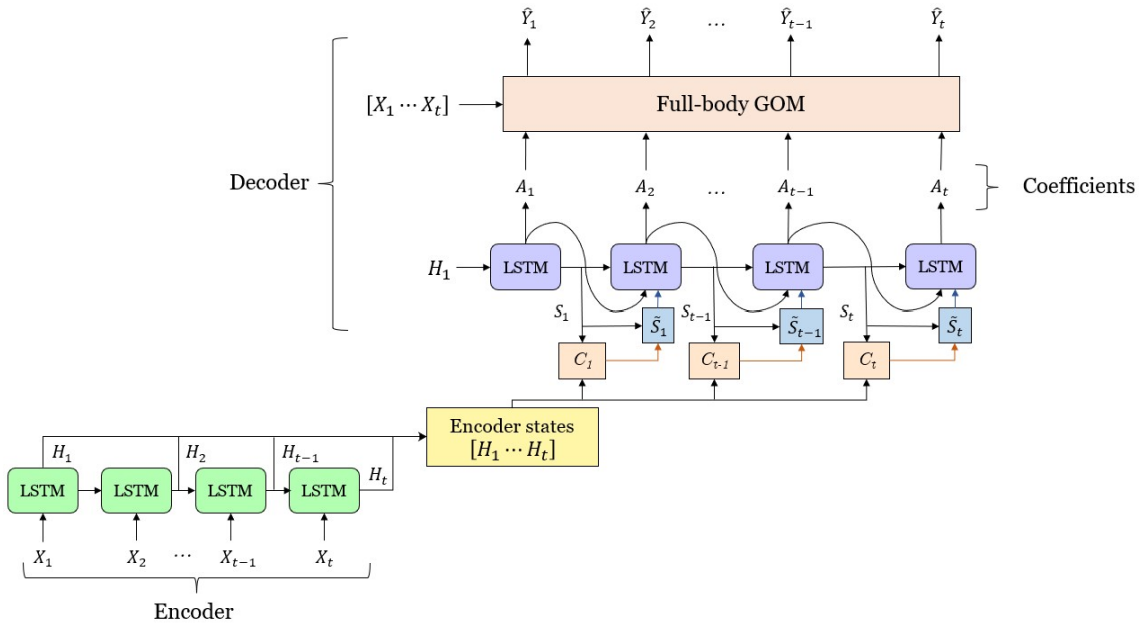 Ŷ₁ Ŷ₂ ... Ŷₜ₋₁ Ŷₜ
[X₁ ⋯ Xₜ]
Full-body GOM
Decoder
A₁ A₂ ... Aₜ₋₁ Aₜ
Coefficients
H₁
LSTM LSTM LSTM LSTM
S₁ S̃₁ Sₜ₋₁ S̃ₜ₋₁ Sₜ S̃ₜ
C₁ Cₜ₋₁ Cₜ
Encoder states
[H₁ ⋯ Hₜ]
H₁ H₂ Hₜ₋₁ Hₜ
LSTM LSTM LSTM LSTM
X₁ X₂ ... Xₜ₋₁ Xₜ
Encoder